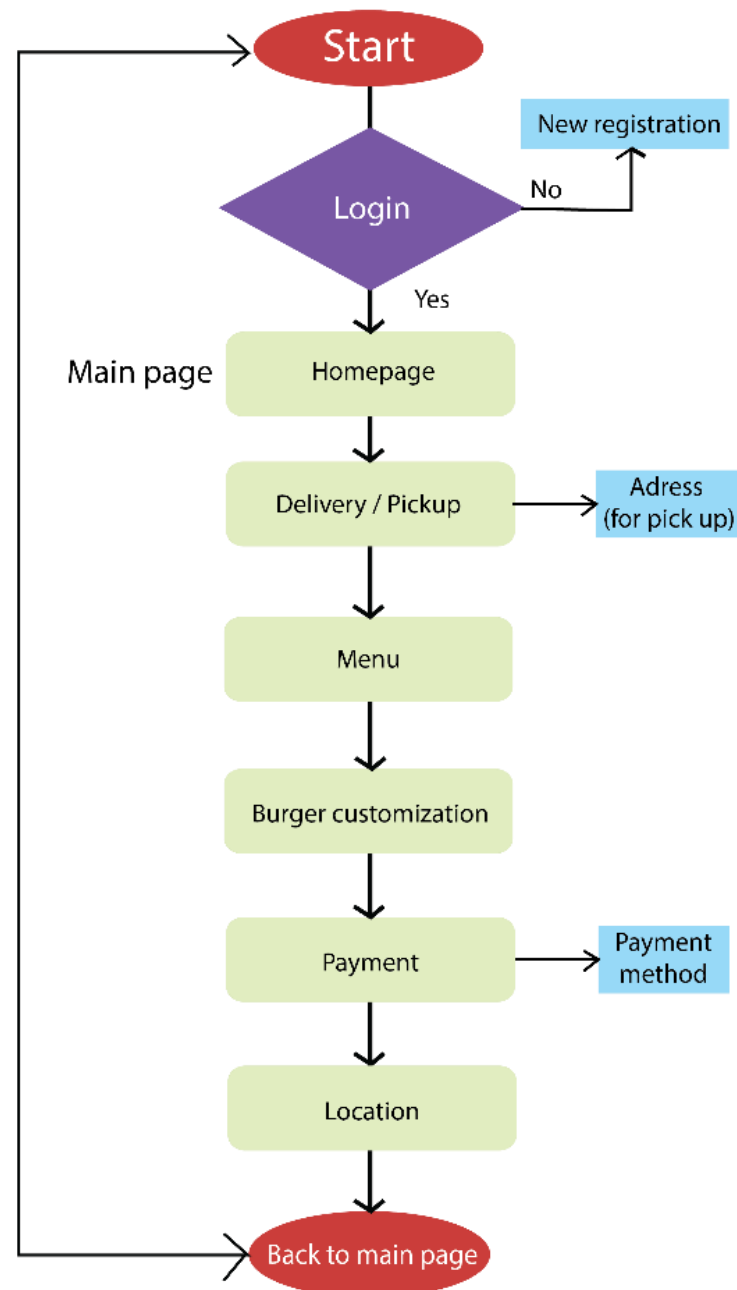 Start
New registration
No
Login
Yes
Main page
Homepage
Delivery / Pickup
Adress
(for pick up)
Menu
Burger customization
Payment
Payment
method
Location
Back to main page